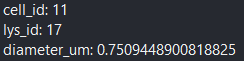 cell_id: 11
lys_id: 17
diameter_um: 0.7509448900818825